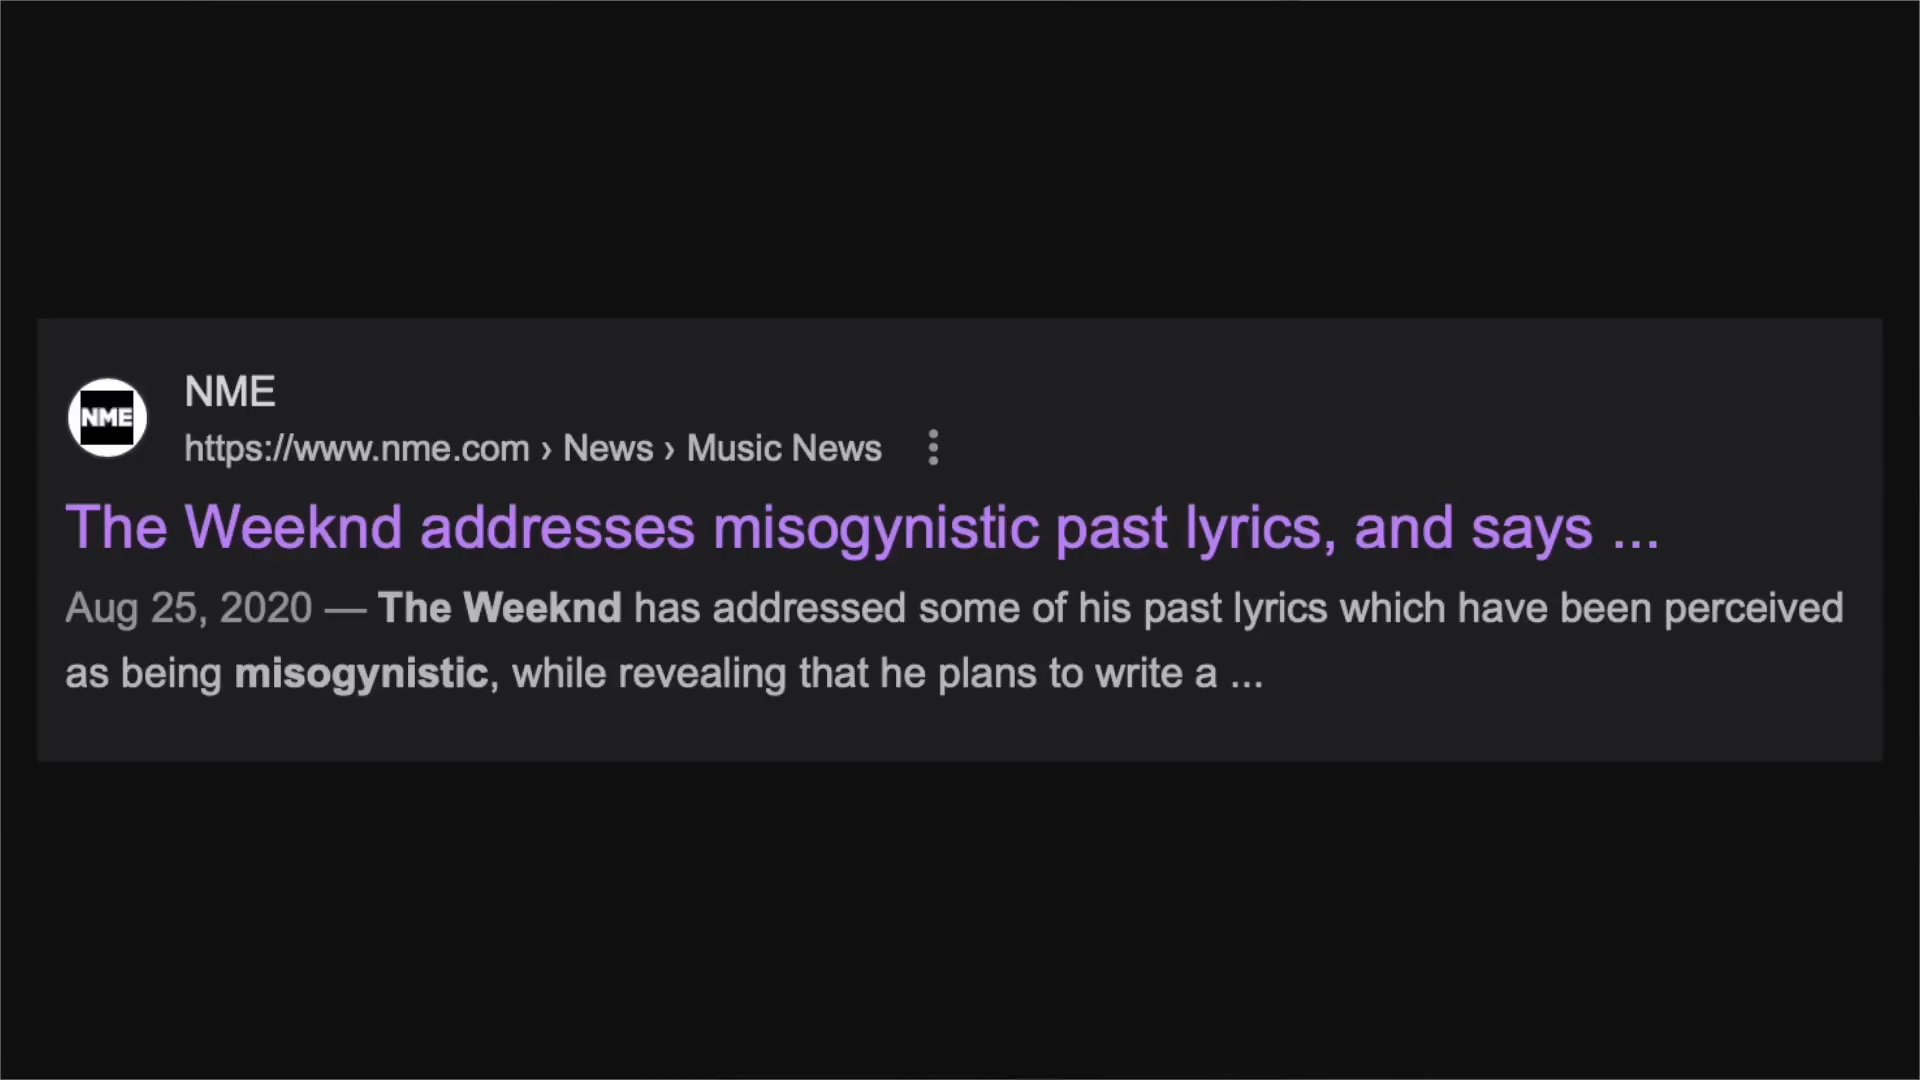 NME
NME
https://www.nme.com › News › Music News
The Weeknd addresses misogynistic past lyrics, and says ...
Aug 25, 2020 — The Weeknd has addressed some of his past lyrics which have been perceived
as being misogynistic, while revealing that he plans to write a ...